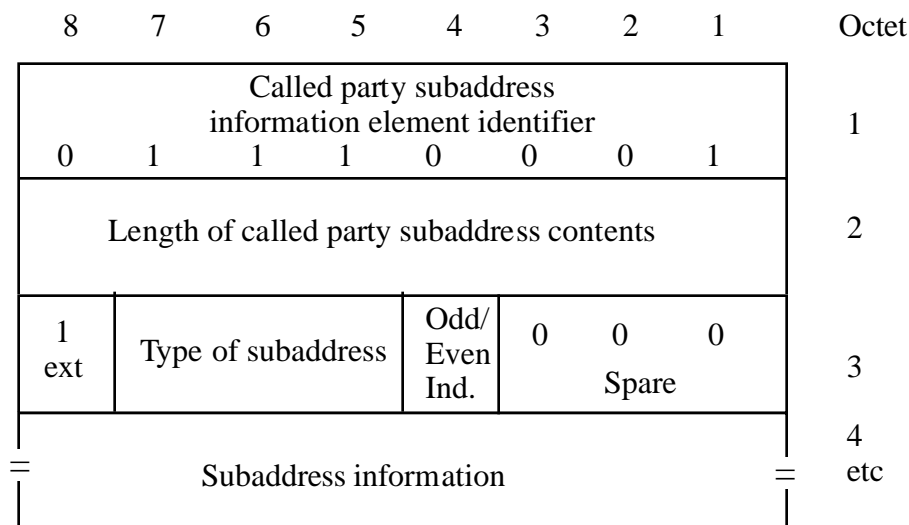 8 7 6 5 4 3 2 1 Octet
Called party subaddress
information element identifier
1
0 1 1 1 0 0 0 1
Length of called party subaddress contents
2
1
ext
Type of subaddress
Odd/
Even
Ind.
0 0 0
Spare
3
Subaddress information
4
etc